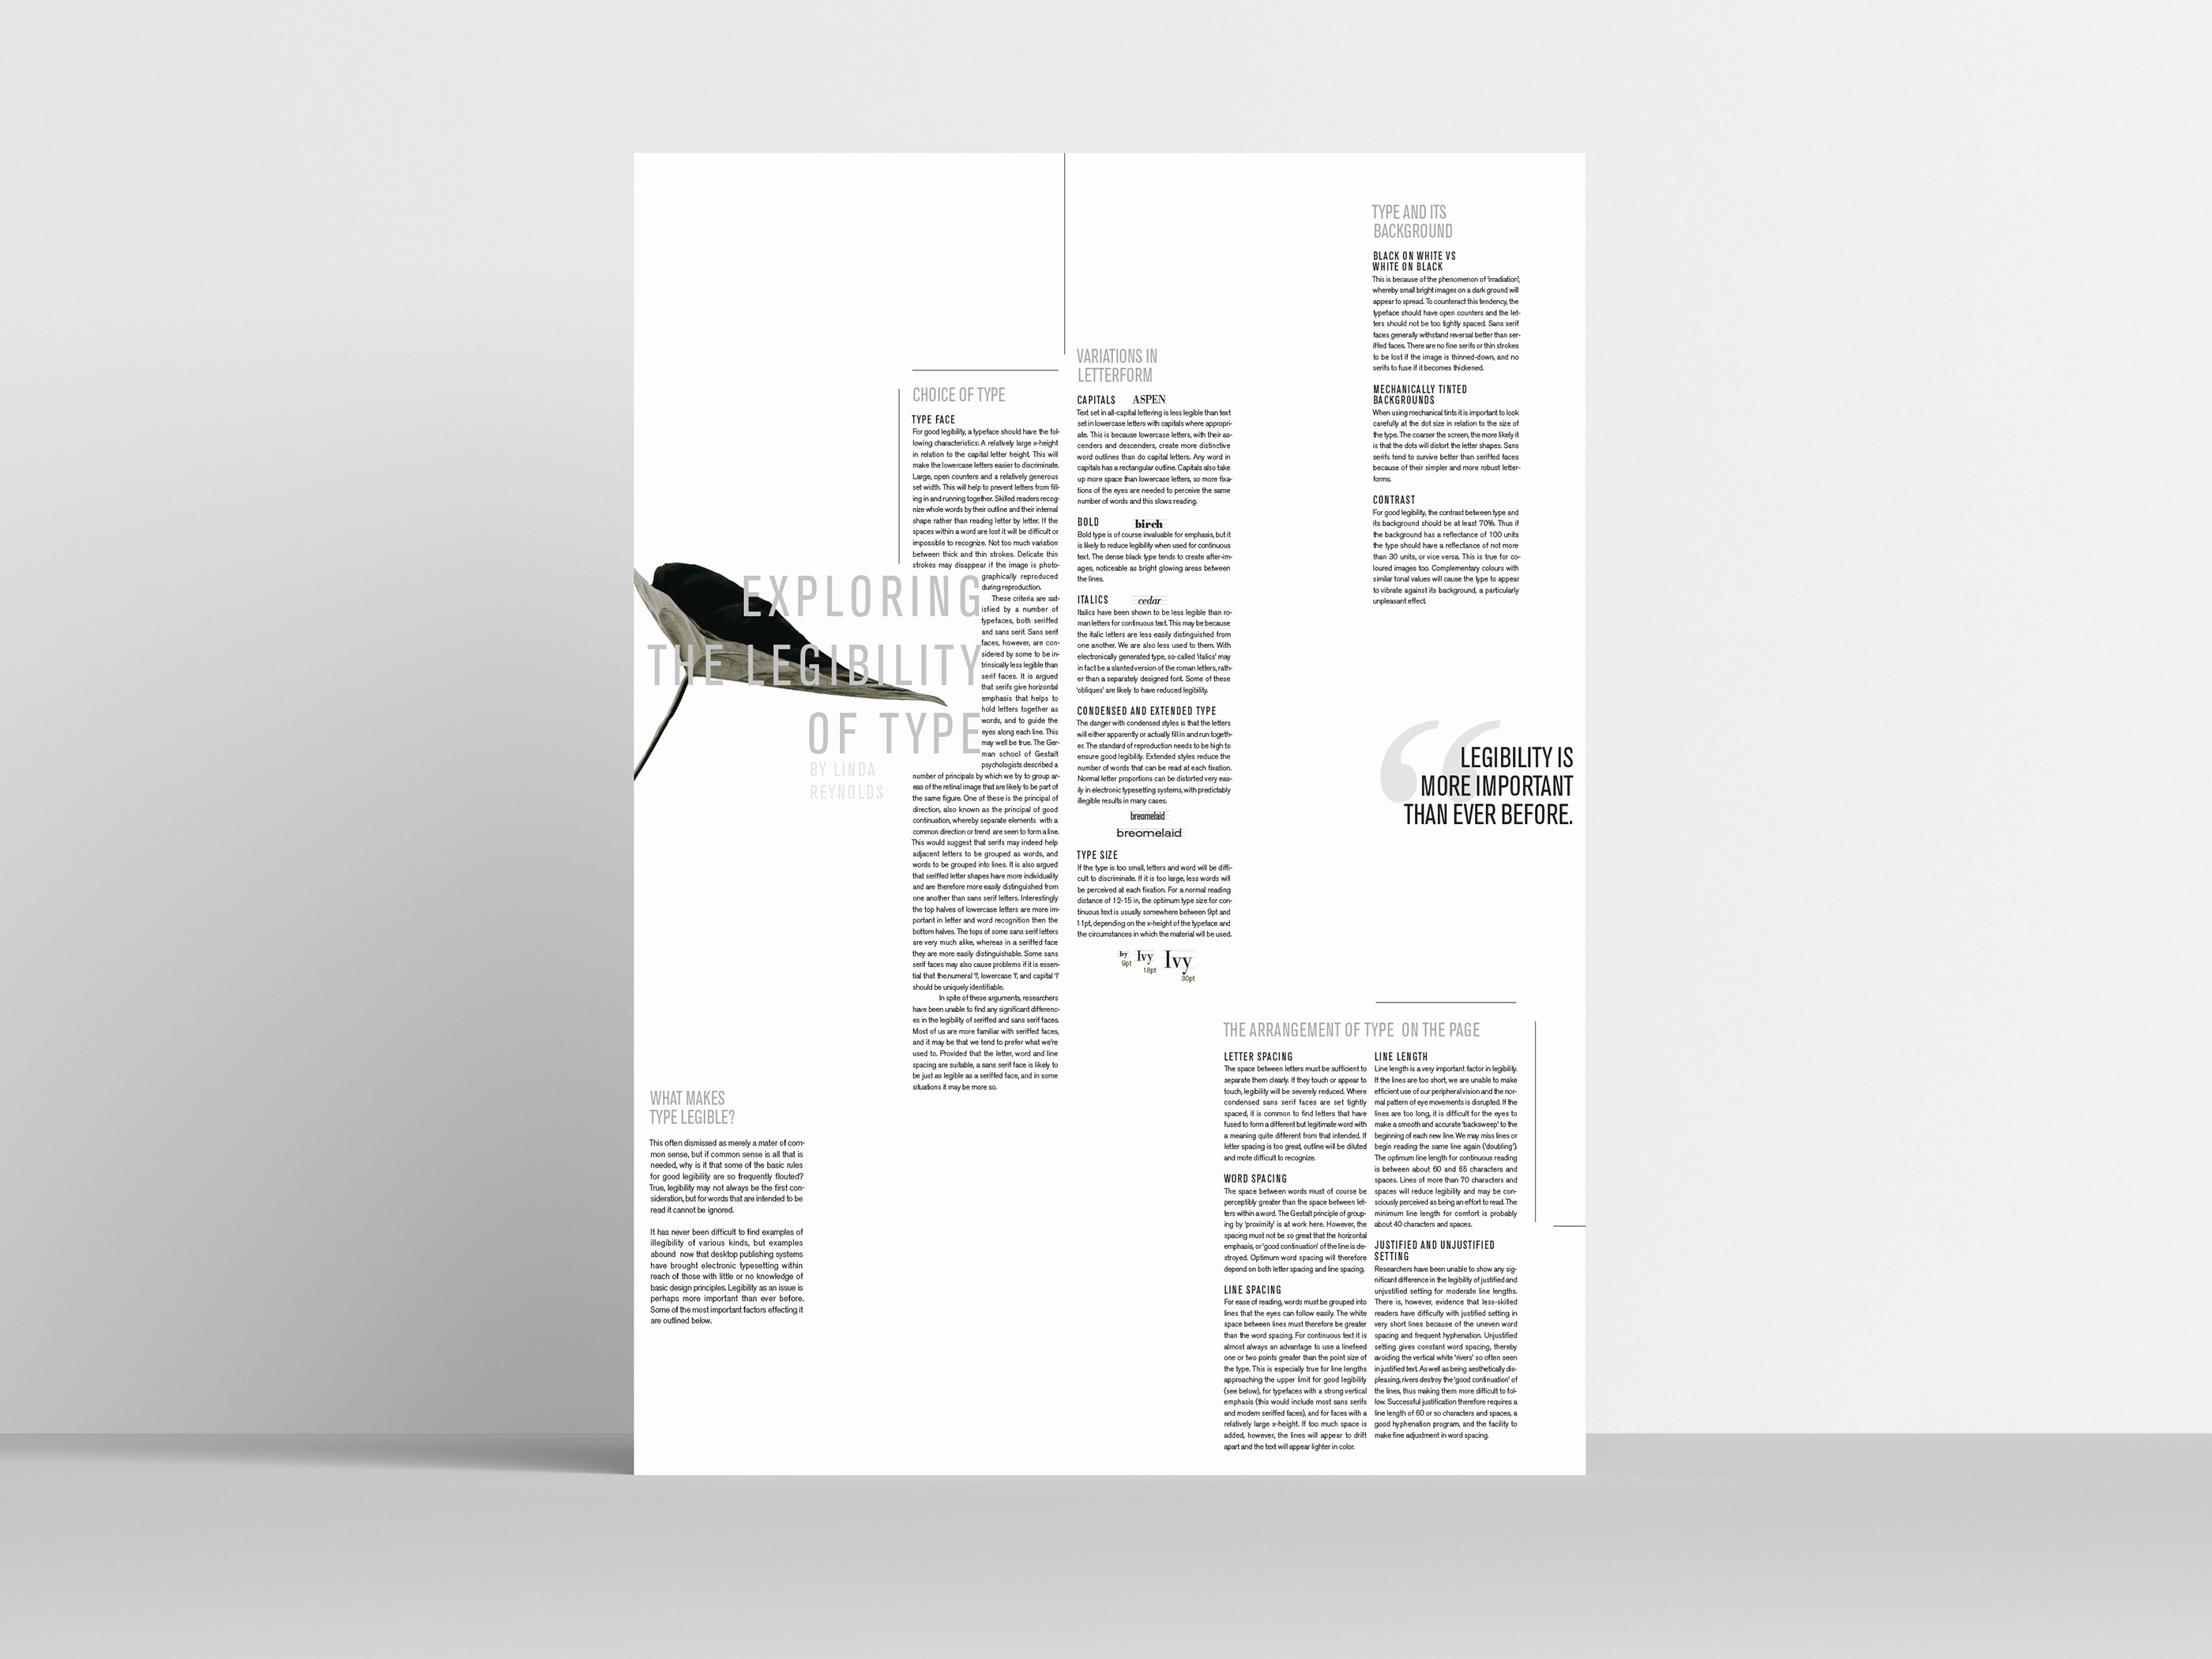 EXPLORING
THE LEGIBILITY
OF TYPE
BY LINDA
REYNOLDS
WHAT MAKES
TYPE LEGIBLE?
This often dismissed as merely a mater of com-
mon sense, but if common sense is all that is
needed, why is it that some of the basic rules
for good legibility are so frequently flouted?
True, legibility may not always be the first con-
sideration, but for words that are intended to be
read it cannot be ignored.
It has never been difficult to find examples of
illegibility of various kinds, but examples
abound now that desktop publishing systems
have brought electronic typesetting within
reach of those with little or no knowledge of
basic design principles. Legibility as an issue is
perhaps more important than ever before.
Some of the most important factors effecting it
are outlined below.
CHOICE OF TYPE
TYPE FACE
For good legibility, a typeface should have the fol-
lowing characteristics: A relatively large x-height
in relation to the capital letter height. This will
make the lowercase letters easier to discriminate.
Large, open counters and a relatively generous
set width. This will help to prevent letters from fill-
ing in and running together. Skilled readers recog-
nize whole words by their outline and their internal
shape rather than reading letter by letter. If the
spaces within a word are lost it will be difficult or
impossible to recognize. Not too much variation
between thick and thin strokes. Delicate thin
strokes may disappear if the image is photo-
graphically reproduced
during reproduction.
These criteria are sat-
isfied by a number of
typefaces, both seriffed
and sans serif. Sans serif
faces, however, are con-
sidered by some to be in-
trinsically less legible than
serif faces. It is argued
that serifs give horizontal
emphasis that helps to
hold letters together as
words, and to guide the
eyes along each line. This
may well be true. The Ger-
man school of Gestalt
psychologists described a
number of principals by which we try to group ar-
eas of the retinal image that are likely to be part of
the same figure. One of these is the principal of
direction, also known as the principal of good
continuation, whereby separate elements with a
common direction or trend are seen to form a line.
This would suggest that serifs may indeed help
adjacent letters to be grouped as words, and
words to be grouped into lines. It is also argued
that seriffed letter shapes have more individuality
and are therefore more easily distinguished from
one another than sans serif letters. Interestingly
the top halves of lowercase letters are more im-
portant in letter and word recognition then the
bottom halves. The tops of some sans serif letters
are very much alike, whereas in a seriffed face
they are more easily distinguishable. Some sans
serif faces may also cause problems if it is essen-
tial that the.numeral '1', lowercase 'l', and capital 'I'
should be uniquely identifiable.
In spite of these arguments, researchers
have been unable to find any significant differenc-
es in the legibility of seriffed and sans serif faces.
Most of us are more familiar with seriffed faces,
and it may be that we tend to prefer what we're
used to. Provided that the letter, word and line
spacing are suitable, a sans serif face is likely to
be just as legible as a seriffed face, and in some
situations it may be more so.
VARIATIONS IN
LETTERFORM
CAPITALS ASPEN
Text set in all-capital lettering is less legible than text
set in lowercase letters with capitals where appropri-
ate. This is because lowercase letters, with their as-
cenders and descenders, create more distinctive
word outlines than do capital letters. Any word in
capitals has a rectangular outline. Capitals also take
up more space than lowercase letters, so more fixa-
tions of the eyes are needed to perceive the same
number of words and this slows reading.
BOLD birch
Bold type is of course invaluable for emphasis, but it
is likely to reduce legibility when used for continuous
text. The dense black type tends to create after-im-
ages, noticeable as bright glowing areas between
the lines.
ITALICS cedar
Italics have been shown to be less legible than ro-
man letters for continuous text. This may be because
the italic letters are less easily distinguished from
one another. We are also less used to them. With
electronically generated type, so-called 'italics' may
in fact be a slanted version of the roman letters, rath-
er than a separately designed font. Some of these
'obliques' are likely to have reduced legibility.
CONDENSED AND EXTENDED TYPE
The danger with condensed styles is that the letters
will either apparently or actually fill in and run togeth-
er. The standard of reproduction needs to be high to
ensure good legibility. Extended styles reduce the
number of words that can be read at each fixation.
Normal letter proportions can be distorted very eas-
ily in electronic typesetting systems, with predictably
illegible results in many cases.
breomelaid
breomelaid
TYPE SIZE
If the type is too small, letters and word will be diffi-
cult to discriminate. If it is too large, less words will
be perceived at each fixation. For a normal reading
distance of 12-15 in, the optimum type size for con-
tinuous text is usually somewhere between 9pt and
11pt, depending on the x-height of the typeface and
the circumstances in which the material will be used.
Ivy Ivy Ivy
9pt 18pt 30pt
TYPE AND ITS
BACKGROUND
BLACK ON WHITE VS
WHITE ON BLACK
This is because of the phenomenon of 'irradiation',
whereby small bright images on a dark ground will
appear to spread. To counteract this tendency, the
typeface should have open counters and the let-
ters should not be too tightly spaced. Sans serif
faces generally withstand reversal better than ser-
iffed faces. There are no fine serifs or thin strokes
to be lost if the image is thinned-down, and no
serifs to fuse if it becomes thickened.
MECHANICALLY TINTED
BACKGROUNDS
When using mechanical tints it is important to look
carefully at the dot size in relation to the size of
the type. The coarser the screen, the more likely it
is that the dots will distort the letter shapes. Sans
serifs tend to survive better than seriffed faces
because of their simpler and more robust letter-
forms.
CONTRAST
For good legibility, the contrast between type and
its background should be at least 70%. Thus if
the background has a reflectance of 100 units
the type should have a reflectance of not more
than 30 units, or vice versa. This is true for co-
loured images too. Complementary colours with
similar tonal values will cause the type to appear
to vibrate against its background, a particularly
unpleasant effect.
“
LEGIBILITY IS
MORE IMPORTANT
THAN EVER BEFORE.
THE ARRANGEMENT OF TYPE ON THE PAGE
LETTER SPACING
The space between letters must be sufficient to
separate them clearly. If they touch or appear to
touch, legibility will be severely reduced. Where
condensed sans serif faces are set tightly
spaced, it is common to find letters that have
fused to form a different but legitimate word with
a meaning quite different from that intended. If
letter spacing is too great, outline will be diluted
and mote difficult to recognize.
WORD SPACING
The space between words must of course be
perceptibly greater than the space between let-
ters within a word. The Gestalt principle of group-
ing by 'proximity' is at work here. However, the
spacing must not be so great that the horizontal
emphasis, or 'good continuation' of the line is de-
stroyed. Optimum word spacing will therefore
depend on both letter spacing and line spacing.
LINE SPACING
For ease of reading, words must be grouped into
lines that the eyes can follow easily. The white
space between lines must therefore be greater
than the word spacing. For continuous text it is
almost always an advantage to use a linefeed
one or two points greater than the point size of
the type. This is especially true for line lengths
approaching the upper limit for good legibility
(see below), for typefaces with a strong vertical
emphasis (this would include most sans serifs
and modern seriffed faces), and for faces with a
relatively large x-height. If too much space is
added, however, the lines will appear to drift
apart and the text will appear lighter in color.
LINE LENGTH
Line length is a very important factor in legibility.
If the lines are too short, we are unable to make
efficient use of our peripheral vision and the nor-
mal pattern of eye movements is disrupted. If the
lines are too long, it is difficult for the eyes to
make a smooth and accurate 'backsweep' to the
beginning of each new line. We may miss lines or
begin reading the same line again ('doubling').
The optimum line length for continuous reading
is between about 60 and 65 characters and
spaces. Lines of more than 70 characters and
spaces will reduce legibility and may be con-
sciously perceived as being an effort to read. The
minimum line length for comfort is probably
about 40 characters and spaces.
JUSTIFIED AND UNJUSTIFIED
SETTING
Researchers have been unable to show any sig-
nificant difference in the legibility of justified and
unjustified setting for moderate line lengths.
There is, however, evidence that less-skilled
readers have difficulty with justified setting in
very short lines because of the uneven word
spacing and frequent hyphenation. Unjustified
setting gives constant word spacing, thereby
avoiding the vertical white 'rivers' so often seen
in justified text. As well as being aesthetically dis-
pleasing, rivers destroy the 'good continuation' of
the lines, thus making them more difficult to fol-
low. Successful justification therefore requires a
line length of 60 or so characters and spaces, a
good hyphenation program, and the facility to
make fine adjustment in word spacing.